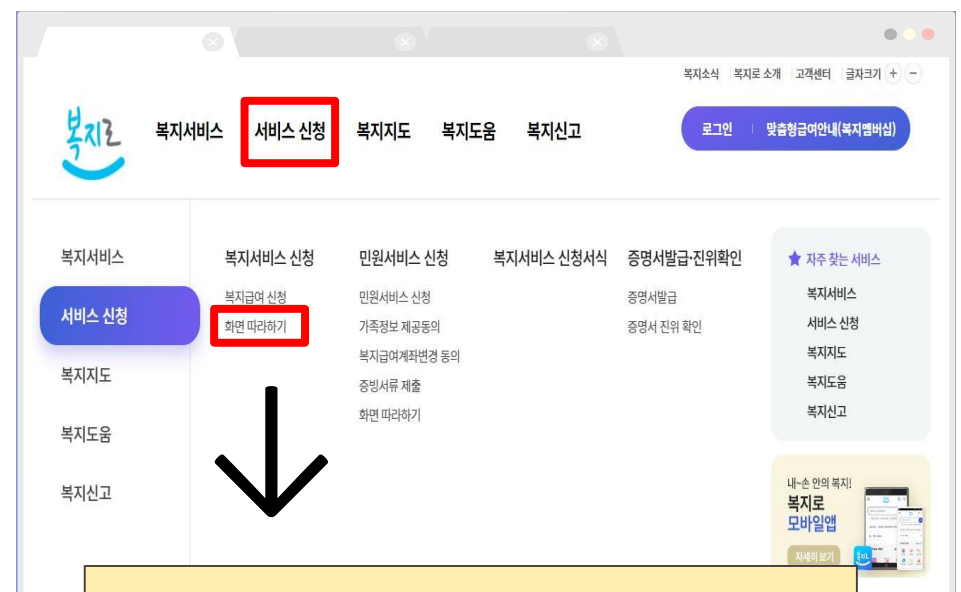 복지소식 복지로 소개 고객센터 글자크기 + -
복지로 복지서비스 서비스 신청 복지지도 복지도움 복지신고 로그인 맞춤형급여안내(복지멤버십)
복지서비스
서비스 신청
복지지도
복지도움
복지신고
복지서비스 신청
복지급여 신청
화면 따라하기
민원서비스 신청
민원서비스 신청
가족정보 제공동의
복지급여계좌변경 동의
증빙서류 제출
화면 따라하기
복지서비스 신청서식
증명서발급·진위확인
증명서발급
증명서 진위 확인
자주 찾는 서비스
복지서비스
서비스 신청
복지지도
복지도움
복지신고
내~손 안의 복지!
복지로
모바일앱
자세히 보기